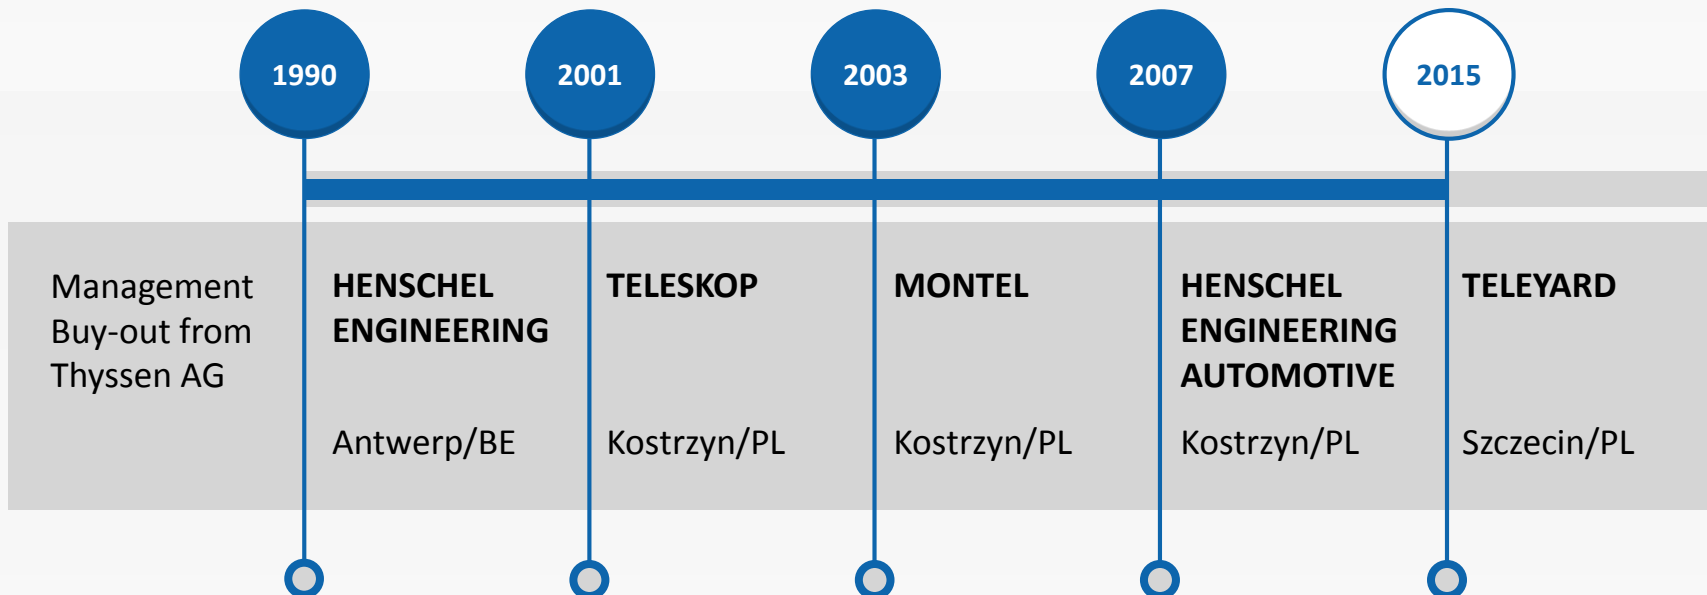 1990
2001
2003
2007
2015
Management
Buy-out from
Thyssen AG
HENSCHEL
ENGINEERING
Antwerp/BE
TELESKOP
Kostrzyn/PL
MONTEL
Kostrzyn/PL
HENSCHEL
ENGINEERING
AUTOMOTIVE
Kostrzyn/PL
TELEYARD
Szczecin/PL